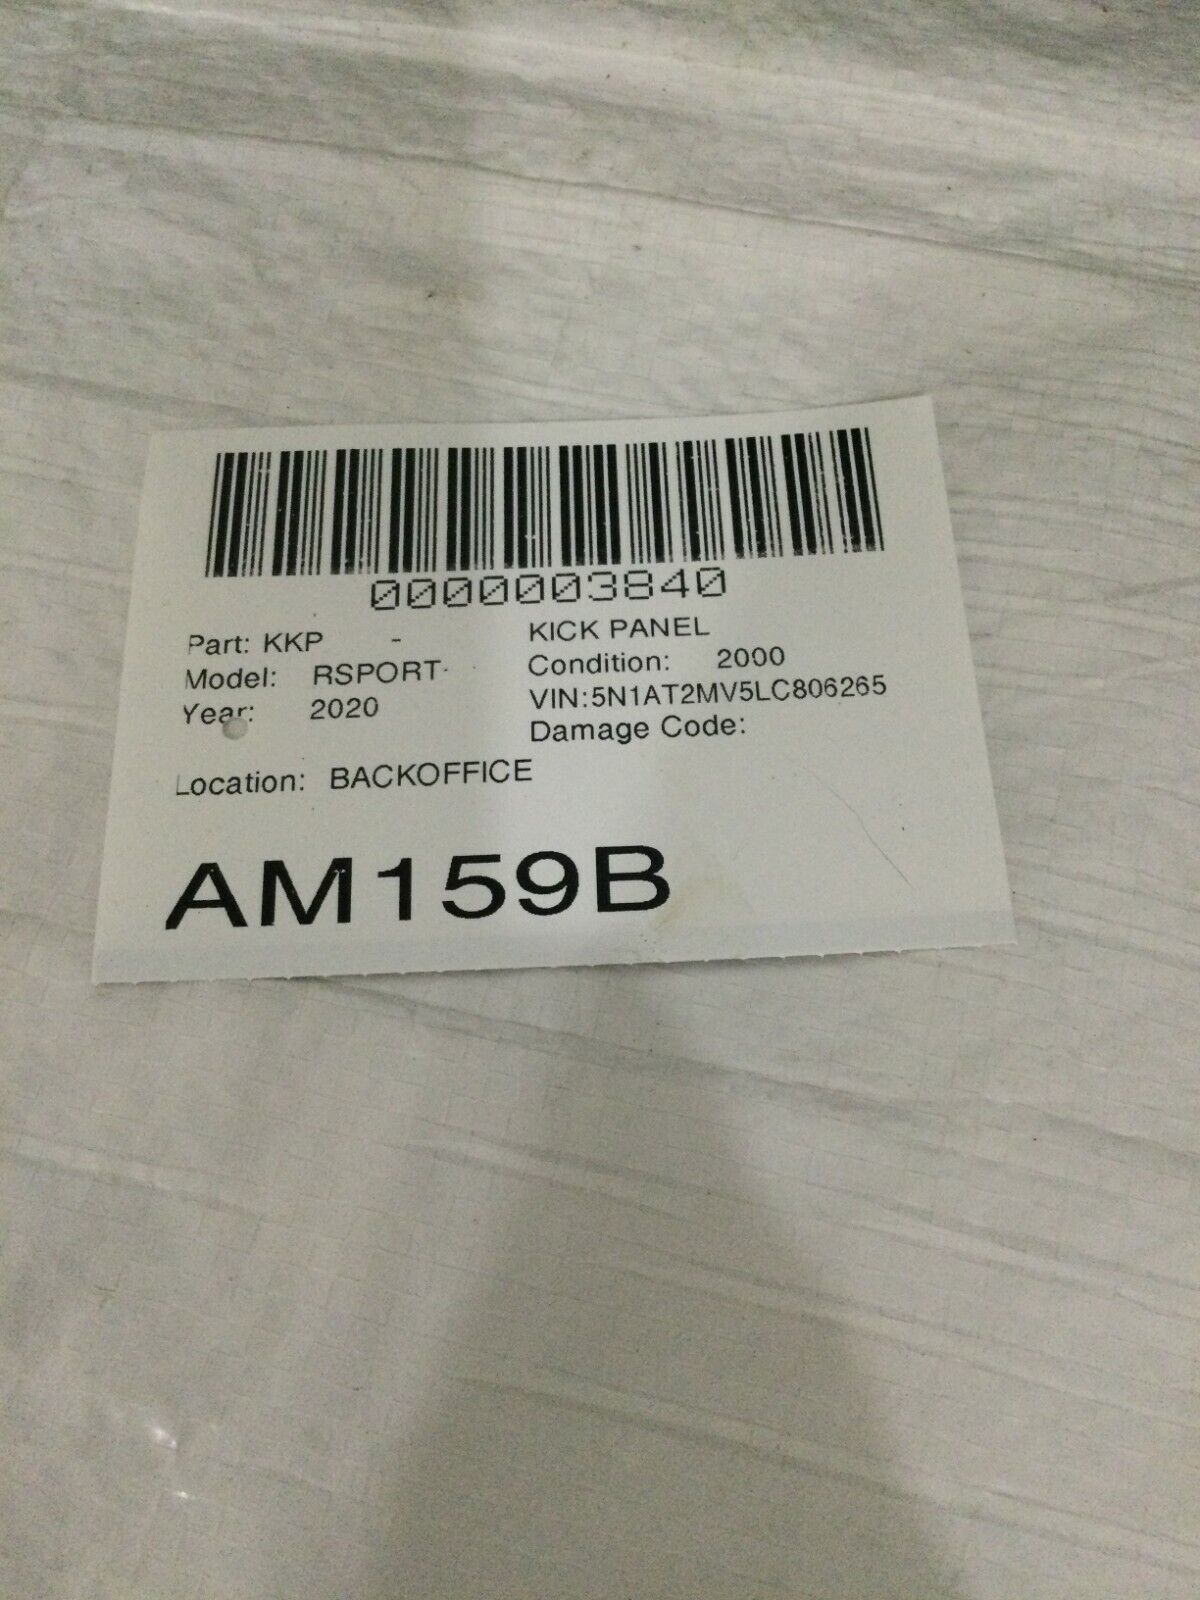 0000003840
Part: KKP - KICK PANEL
Model: RSPORT Condition: 2000
Year: 2020 VIN:5N1AT2MV5LC806265
Damage Code:
Location: BACKOFFICE
AM159B